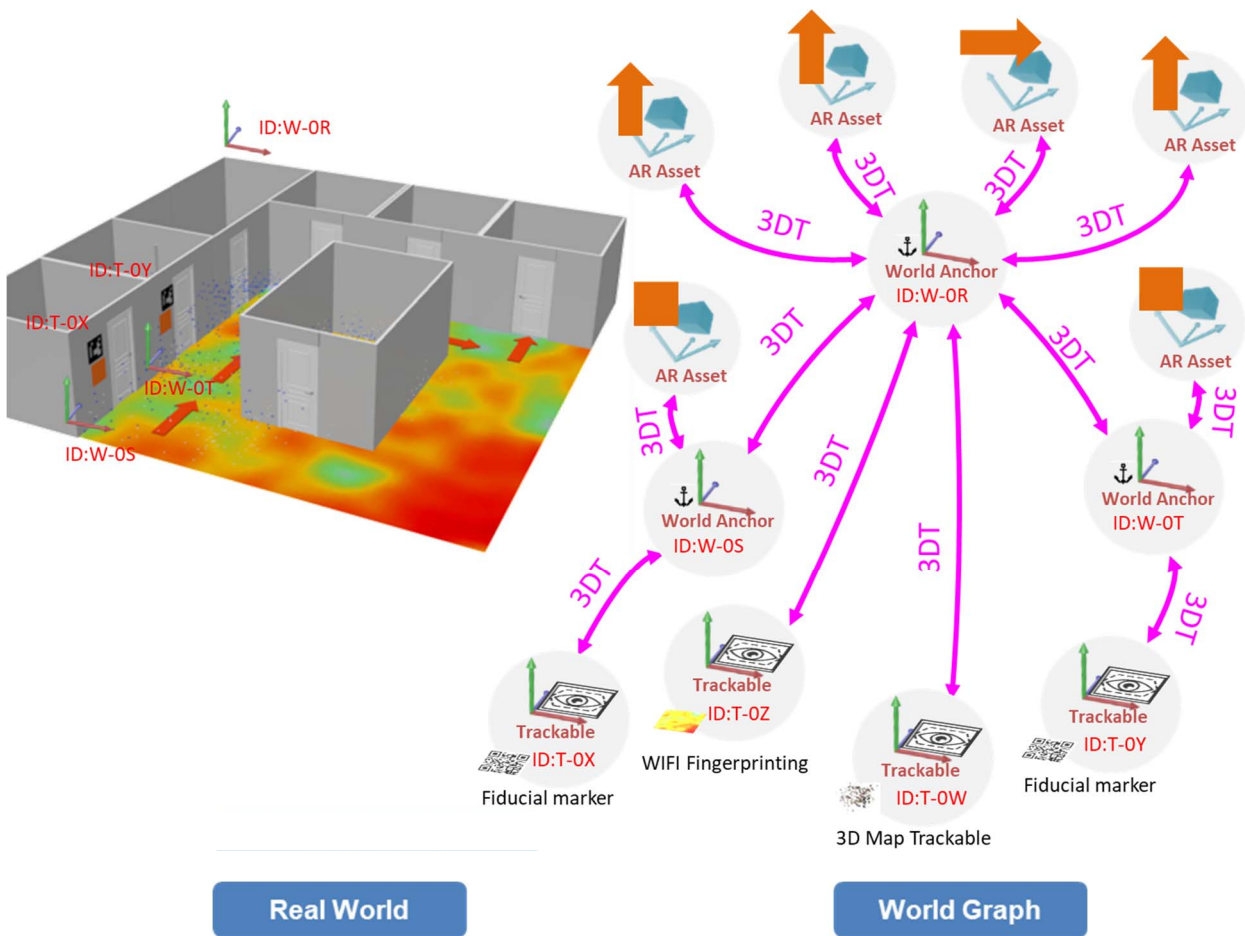 ID:W-0R
ID:T-0Y
ID:T-0X
ID:W-0T
ID:W-0S
AR Asset
AR Asset
AR Asset
AR Asset
3DT
3DT
3DT
3DT
World Anchor
ID:W-0R
AR Asset
AR Asset
3DT
3DT
3DT
3DT
3DT
3DT
World Anchor
ID:W-0S
World Anchor
ID:W-0T
3DT
3DT
Trackable
ID:T-0X
Fiducial marker
Trackable
ID:T-0Z
WIFI Fingerprinting
Trackable
ID:T-0W
3D Map Trackable
Trackable
ID:T-0Y
Fiducial marker
Real World
World Graph